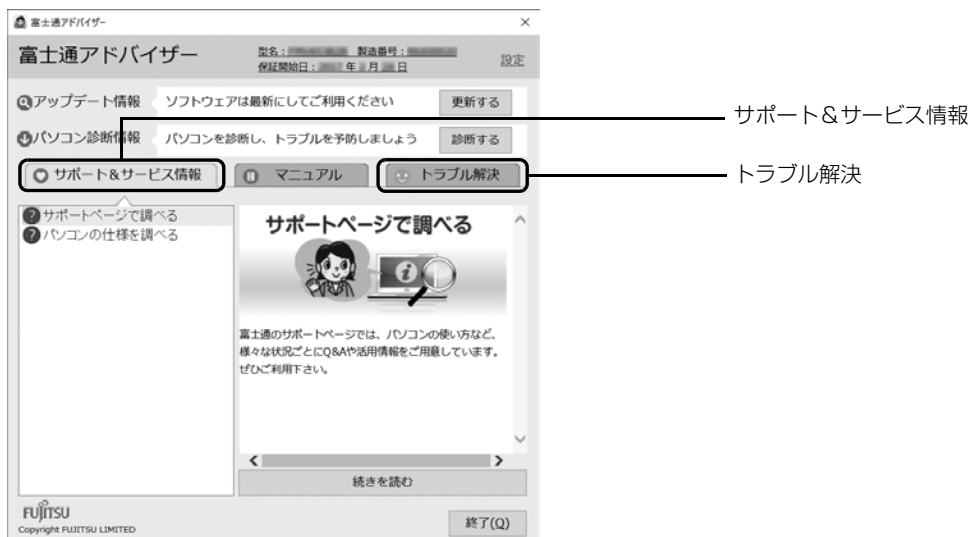 富士通アドバイザー
富士通アドバイザー
型名： 製造番号：
保証開始日： 年 月 日
設定
アップデート情報 ソフトウェアは最新にしてご利用ください 更新する
パソコン診断情報 パソコンを診断し、トラブルを予防しましょう 診断する
サポート＆サービス情報 マニュアル トラブル解決
サポートページで調べる
パソコンの仕様を調べる
サポートページで調べる
富士通のサポートページでは、パソコンの使い方など、
様々な状況ごとにQ&Aや活用情報をご用意しています。
ぜひご利用下さい。
続きを読む
FUJITSU
Copyright FUJITSU LIMITED
終了(Q)
サポート＆サービス情報
トラブル解決